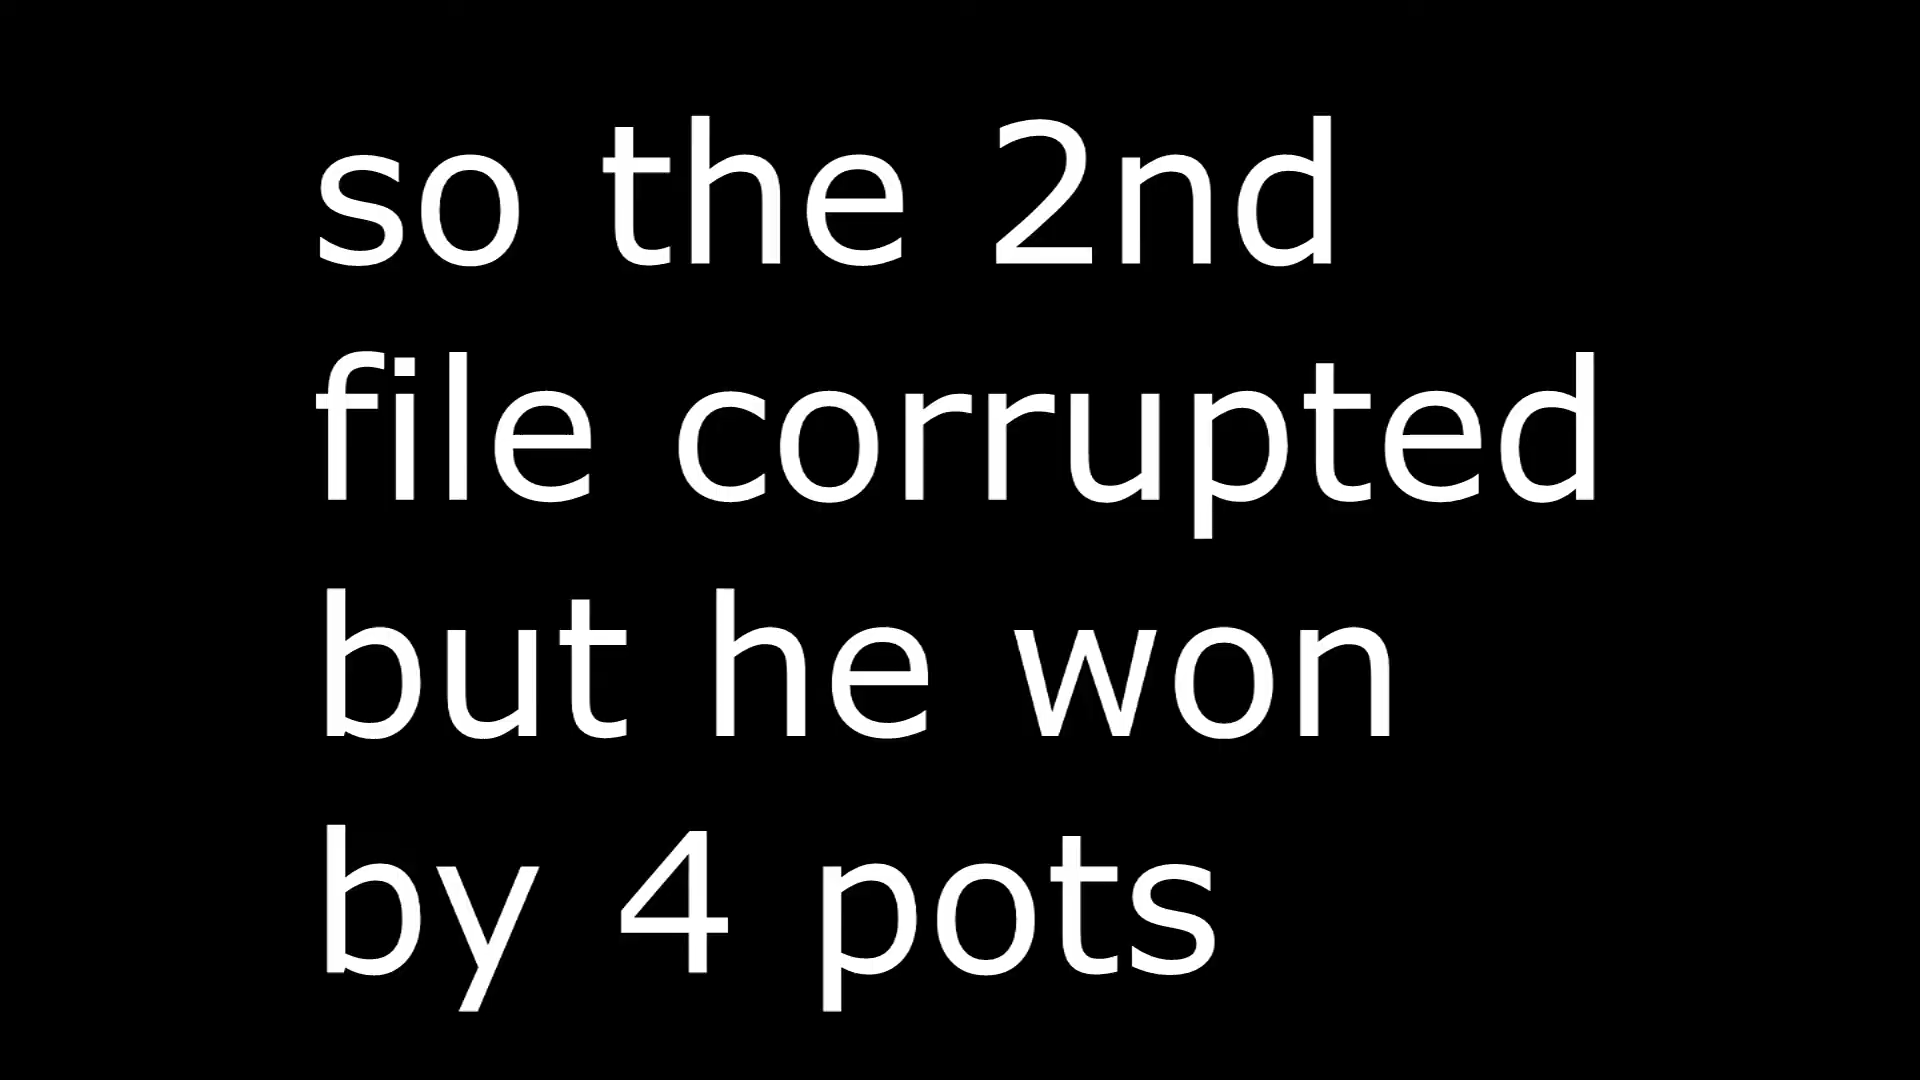 so the 2nd
file corrupted
but he won
by 4 pots